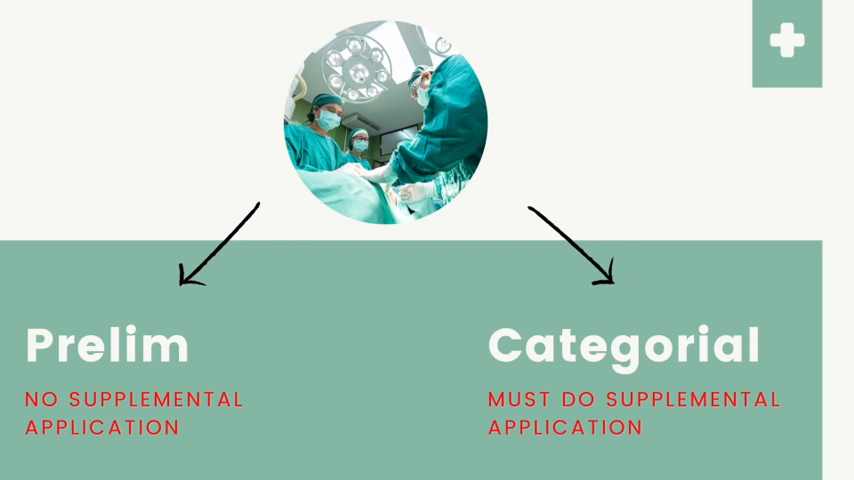 Prelim
NO SUPPLEMENTAL
APPLICATION
Categorial
MUST DO SUPPLEMENTAL
APPLICATION